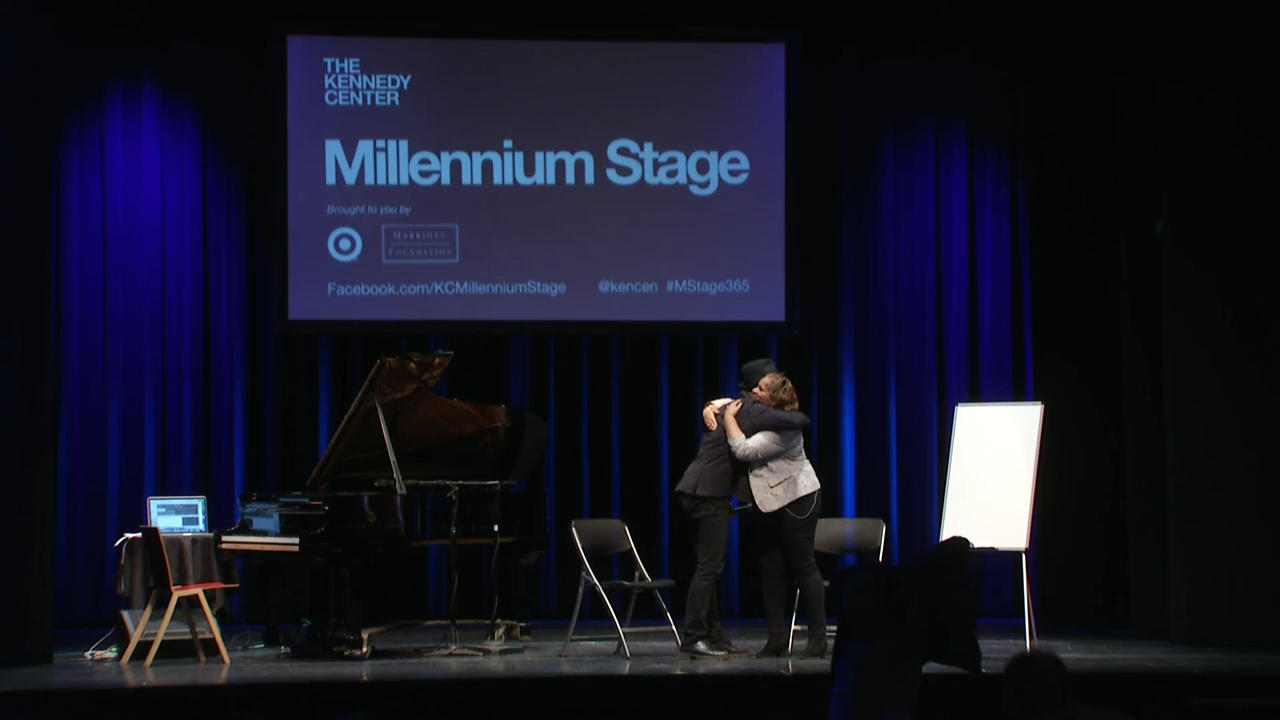 THE
KENNEDY
CENTER
Millennium Stage
Brought to you by
MARRIOTT
FOUNDATION
Facebook.com/KCMillenniumStage @kencen #MStage365